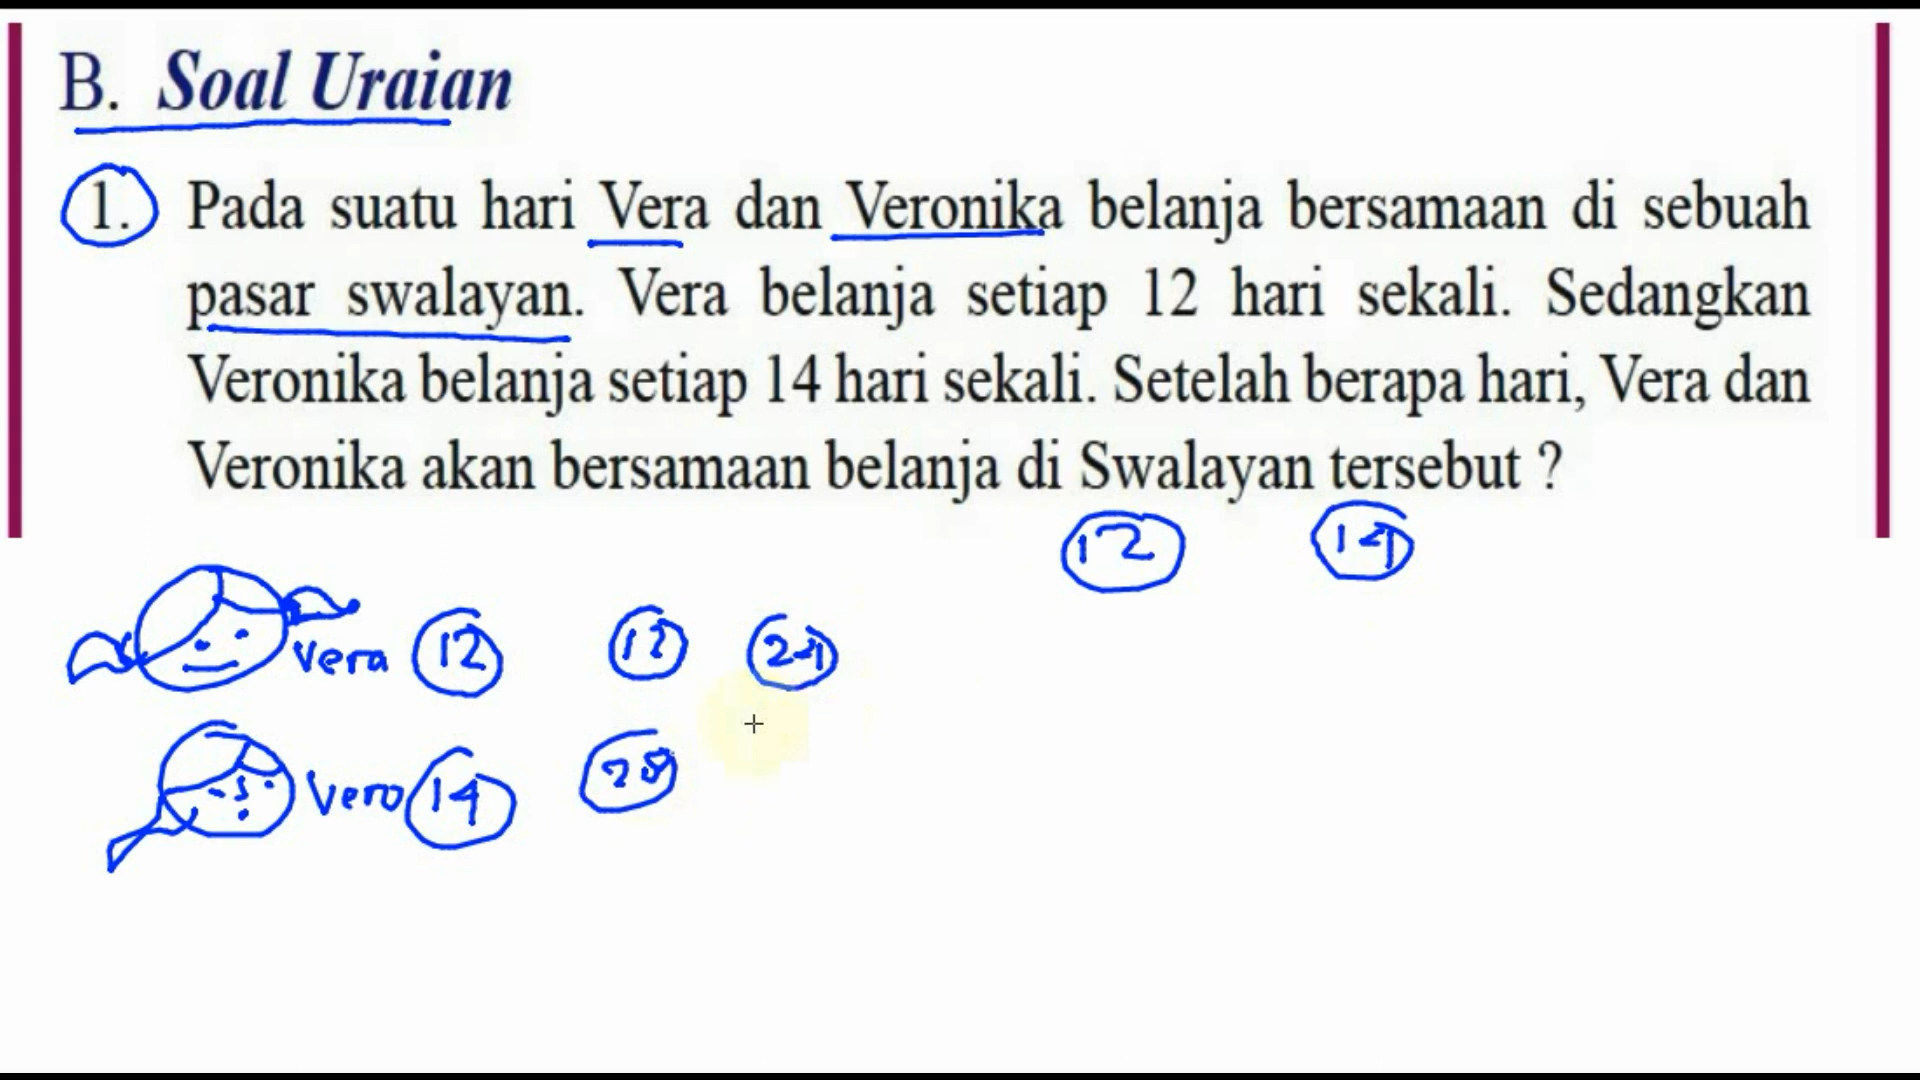 B. Soal Uraian
1. Pada suatu hari Vera dan Veronika belanja bersamaan di sebuah
pasar swalayan. Vera belanja setiap 12 hari sekali. Sedangkan
Veronika belanja setiap 14 hari sekali. Setelah berapa hari, Vera dan
Veronika akan bersamaan belanja di Swalayan tersebut ?
12 14
Vera 12 12 24
Vero 14 28